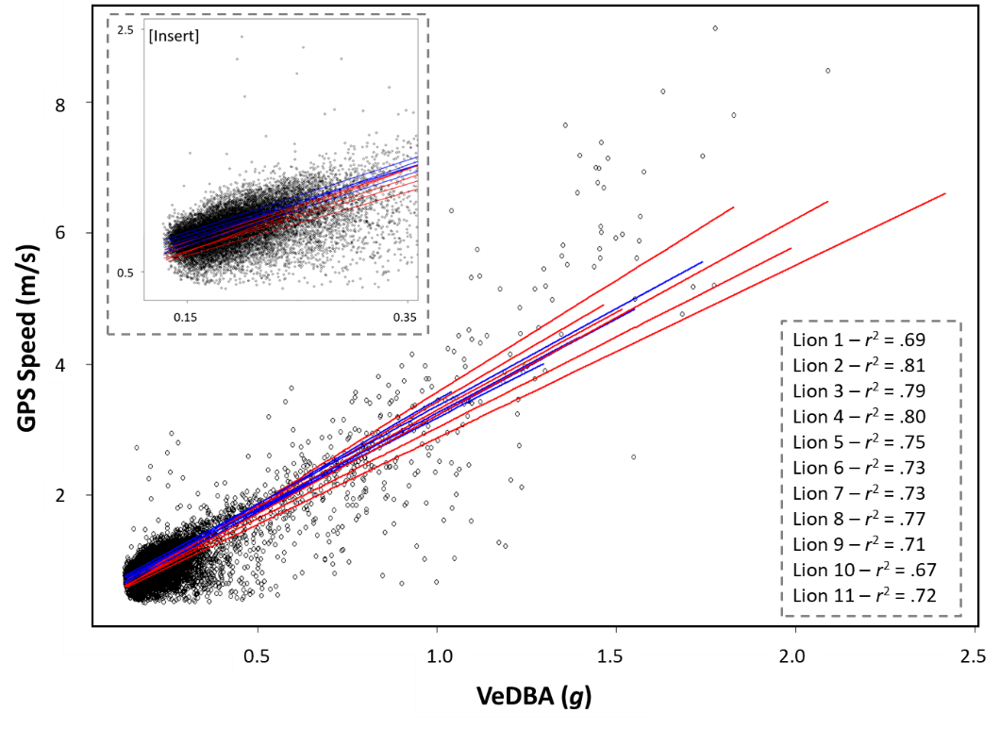 [Insert]
2.5
0.5
0.15
0.35
GPS Speed (m/s)
8
6
4
2
Lion 1 – r² = .69
Lion 2 – r² = .81
Lion 3 – r² = .79
Lion 4 – r² = .80
Lion 5 – r² = .75
Lion 6 – r² = .73
Lion 7 – r² = .73
Lion 8 – r² = .77
Lion 9 – r² = .71
Lion 10 – r² = .67
Lion 11 – r² = .72
0.5
1.0
1.5
2.0
2.5
VeDBA (g)